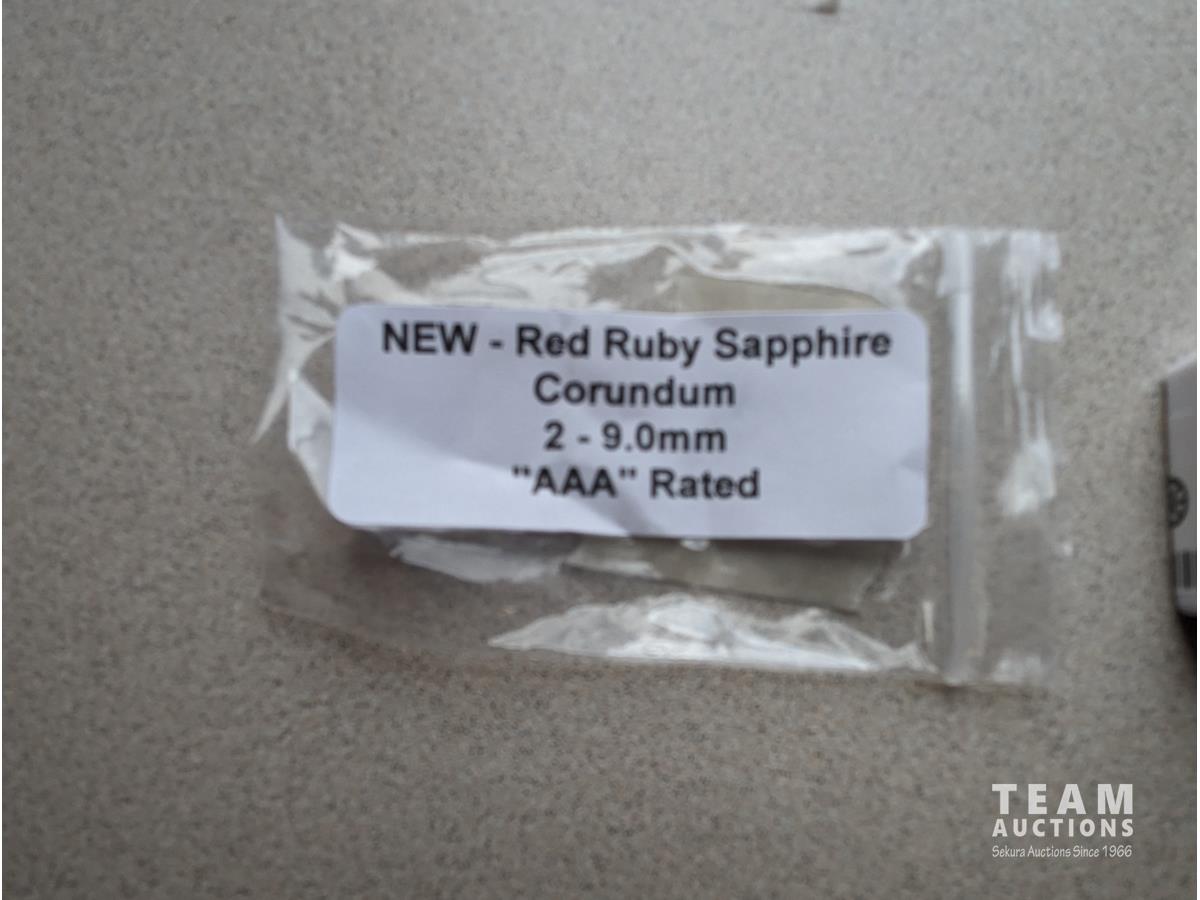 NEW - Red Ruby Sapphire
Corundum
2 - 9.0mm
"AAA" Rated
TEAM
AUCTIONS
Sekura Auctions Since 1966